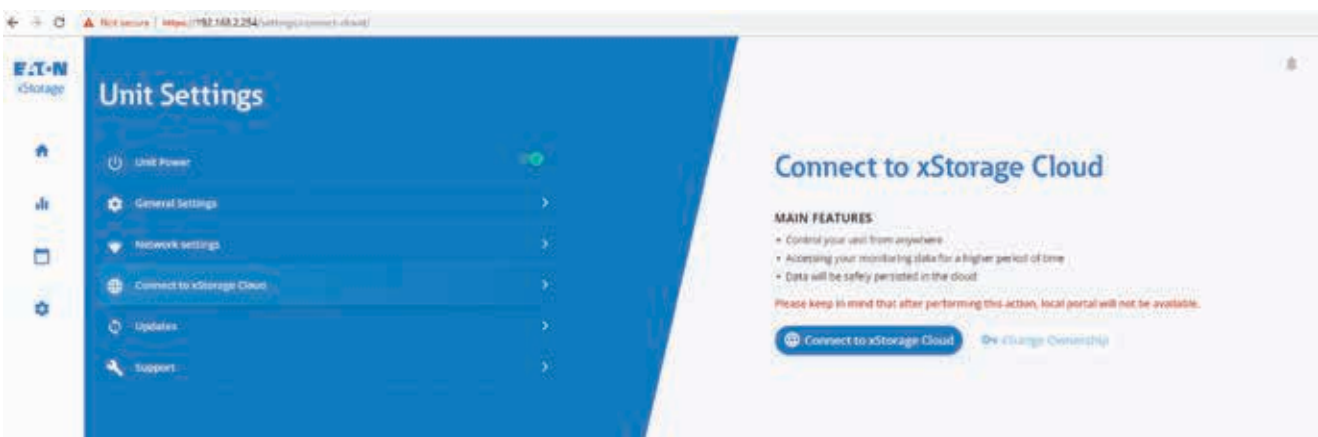 Not secure | https://192.168.2.254/settings/connect-cloud/
EATON
xStorage
Unit Settings
Unit Power
General Settings
Network settings
Connect to xStorage Cloud
Updates
Support
Connect to xStorage Cloud
MAIN FEATURES
• Control your unit from anywhere
• Accessing your monitoring data for a higher period of time
• Data will be safely persisted in the cloud
Please keep in mind that after performing this action, local portal will not be available.
Connect to xStorage Cloud
Change Ownership